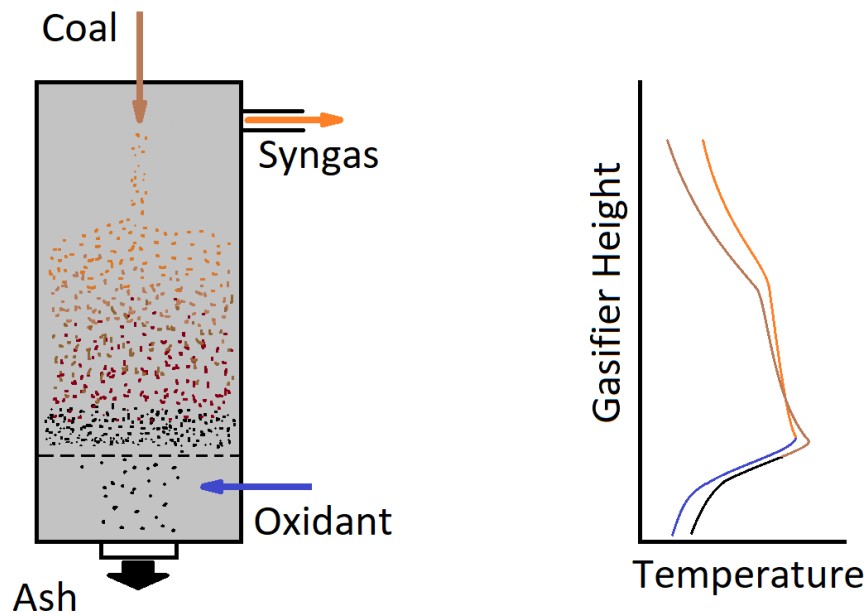 Coal
Syngas
Oxidant
Ash
Gasifier Height
Temperature